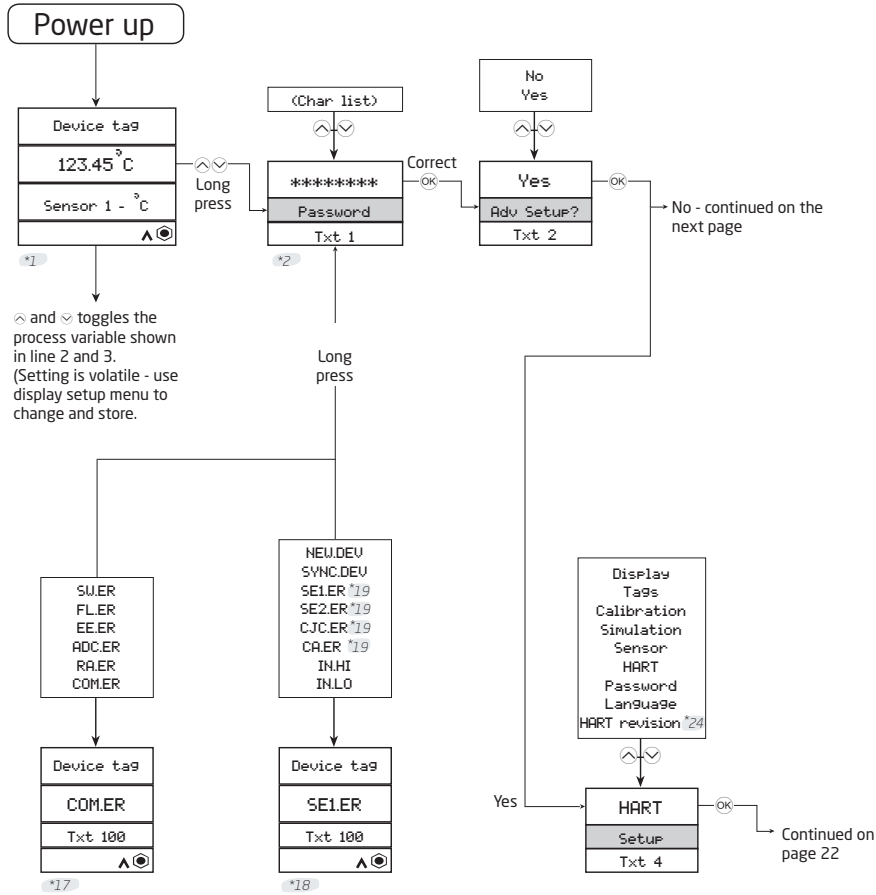 Power up
Device tag
123.45°C
Sensor 1 - °C
*1
and toggles the
process variable shown
in line 2 and 3.
(Setting is volatile - use
display setup menu to
change and store.
Long
press
(Char list)
********
Password
Txt 1
*2
Correct
OK
No
Yes
Yes
Adv Setup?
Txt 2
OK
No - continued on the
next page
Long
press
SW.ER
FL.ER
EE.ER
ADC.ER
RA.ER
COM.ER
Device tag
COM.ER
Txt 100
*17
NEW.DEV
SYNC.DEV
SE1.ER *19
SE2.ER *19
CJC.ER *19
CA.ER *19
IN.HI
IN.LO
Device tag
SE1.ER
Txt 100
*18
Display
Tags
Calibration
Simulation
Sensor
HART
Password
Language
HART revision *24
Yes
HART
Setup
Txt 4
OK
Continued on
page 22